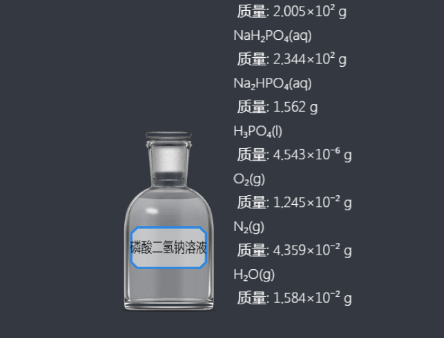 质量: 2.005×10² g
NaH₂PO₄(aq)
质量: 2.344×10² g
Na₂HPO₄(aq)
质量: 1.562 g
H₃PO₄(l)
质量: 4.543×10⁻⁶ g
O₂(g)
质量: 1.245×10⁻² g
N₂(g)
质量: 4.359×10⁻² g
H₂O(g)
质量: 1.584×10⁻² g
磷酸二氢钠溶液